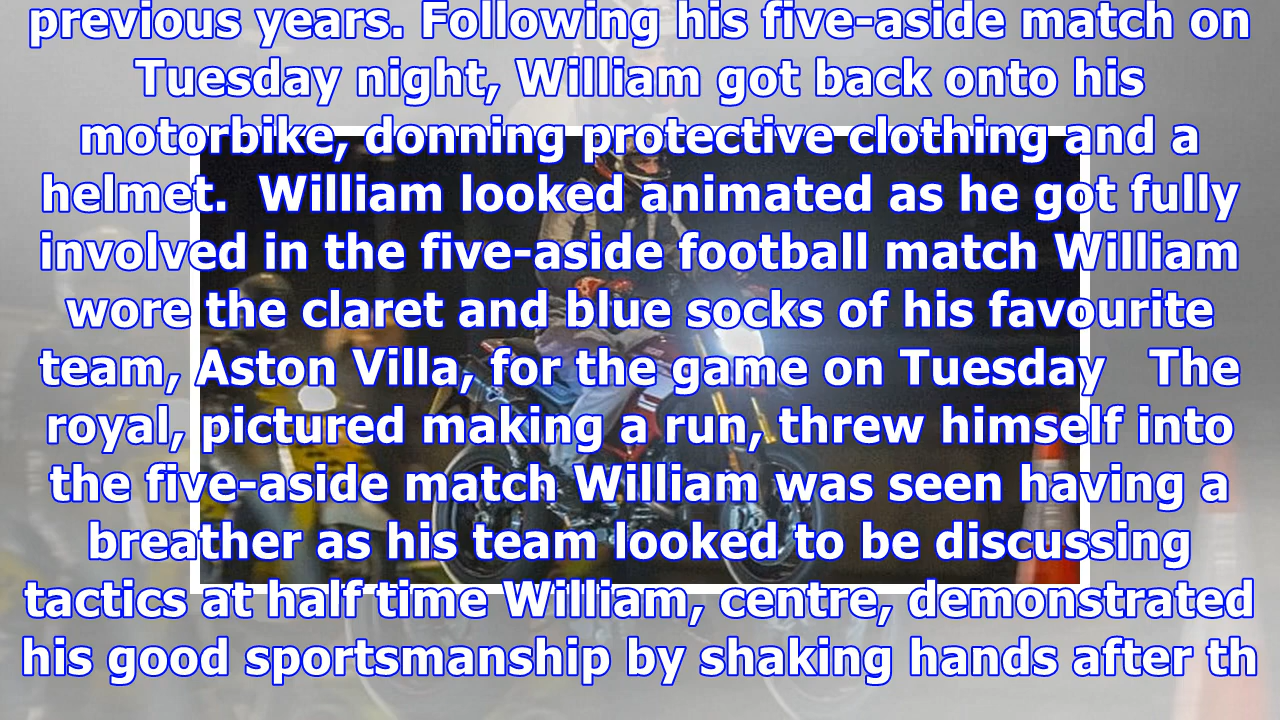 previous years. Following his five-aside match on
Tuesday night, William got back onto his
motorbike, donning protective clothing and a
helmet.  William looked animated as he got fully
involved in the five-aside football match William
wore the claret and blue socks of his favourite
team, Aston Villa, for the game on Tuesday   The
royal, pictured making a run, threw himself into
the five-aside match William was seen having a
breather as his team looked to be discussing
tactics at half time William, centre, demonstrated
his good sportsmanship by shaking hands after th